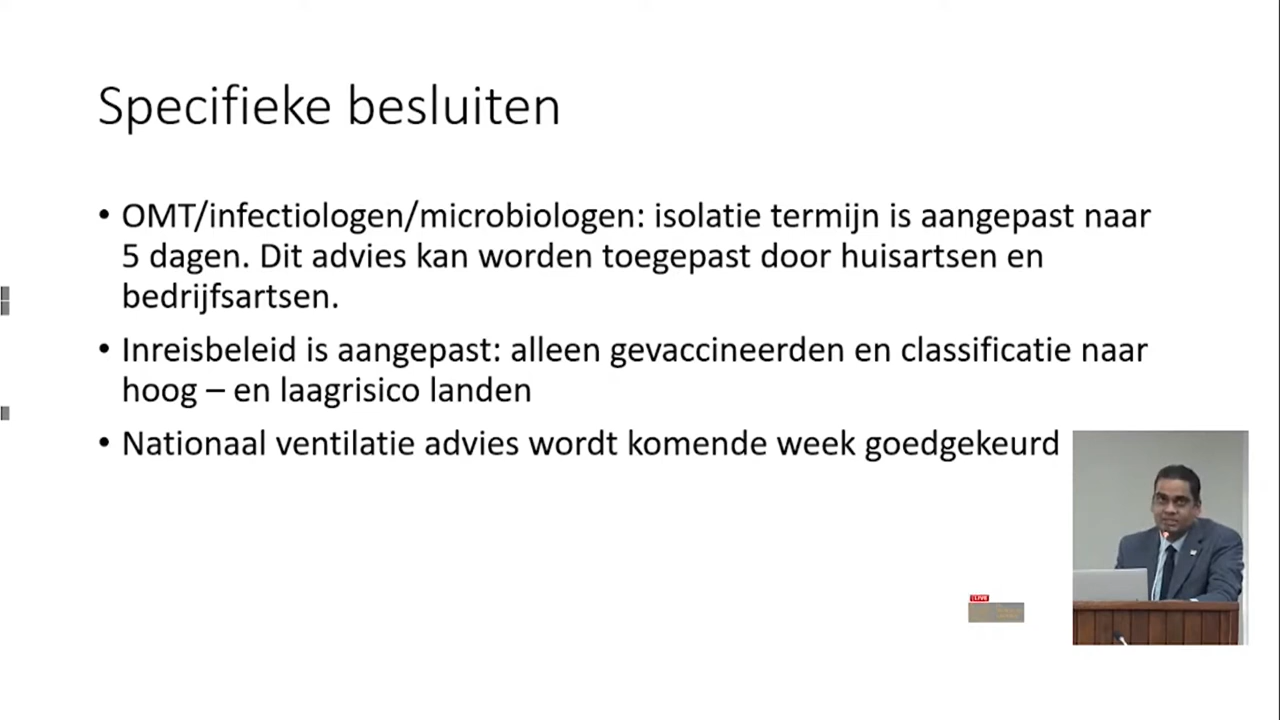 Specifieke besluiten
• OMT/infectiologen/microbiologen: isolatie termijn is aangepast naar
5 dagen. Dit advies kan worden toegepast door huisartsen en
bedrijfsartsen.
• Inreisbeleid is aangepast: alleen gevaccineerden en classificatie naar
hoog – en laagrisico landen
• Nationaal ventilatie advies wordt komende week goedgekeurd
LIVE